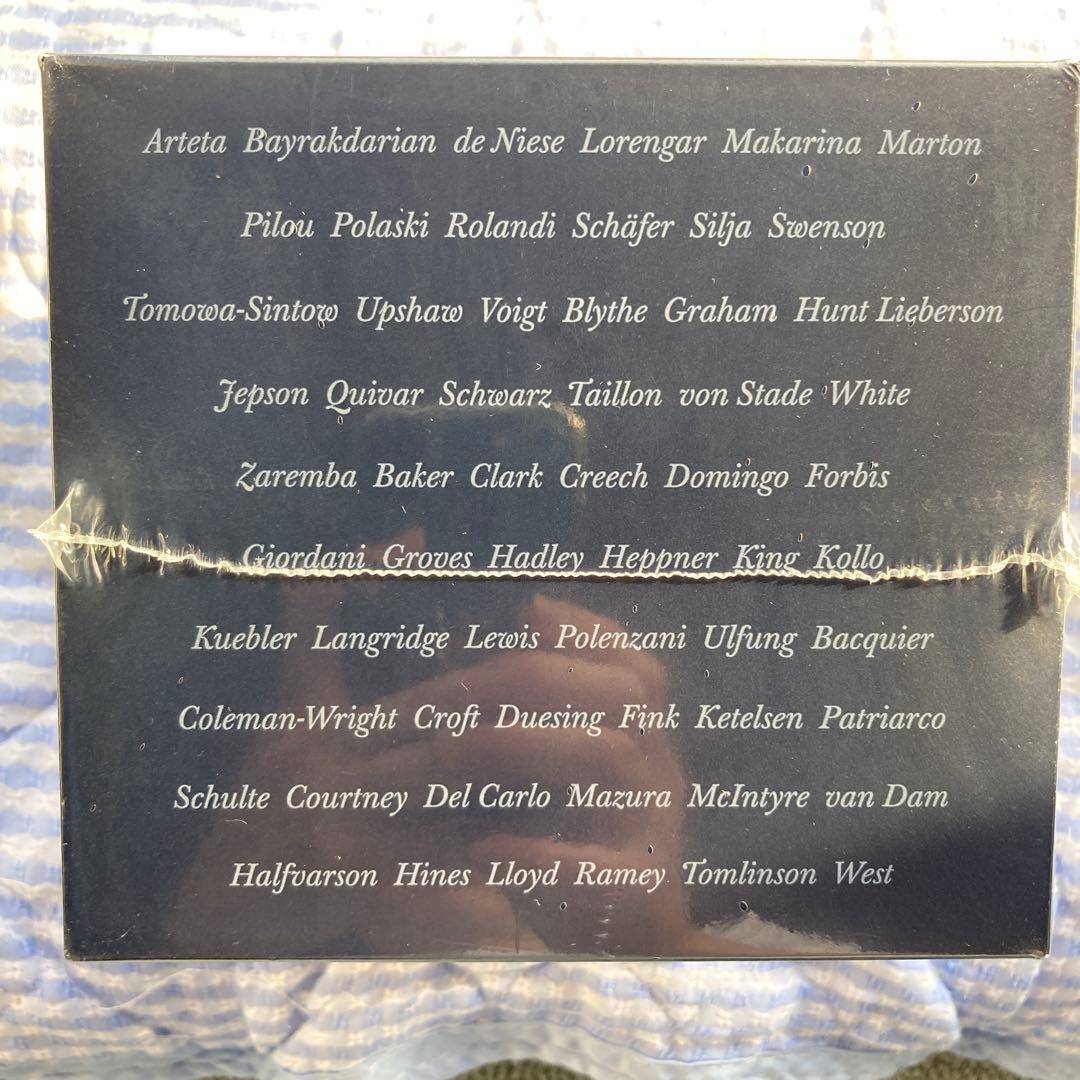 Arteta Bayrakdarian de Niese Lorengar Makarina Marton
Pilou Polaski Rolandi Schäfer Silja Swenson
Tomowa-Sintow Upshaw Voigt Blythe Graham Hunt Lieberson
Jepson Quivar Schwarz Taillon von Stade White
Zaremba Baker Clark Creech Domingo Forbis
Giordani Groves Hadley Heppner King Kollo
Kuebler Langridge Lewis Polenzani Ulfung Bacquier
Coleman-Wright Croft Duesing Fink Ketelsen Patriarco
Schulte Courtney Del Carlo Mazura McIntyre van Dam
Halfvarson Hines Lloyd Ramey Tomlinson West